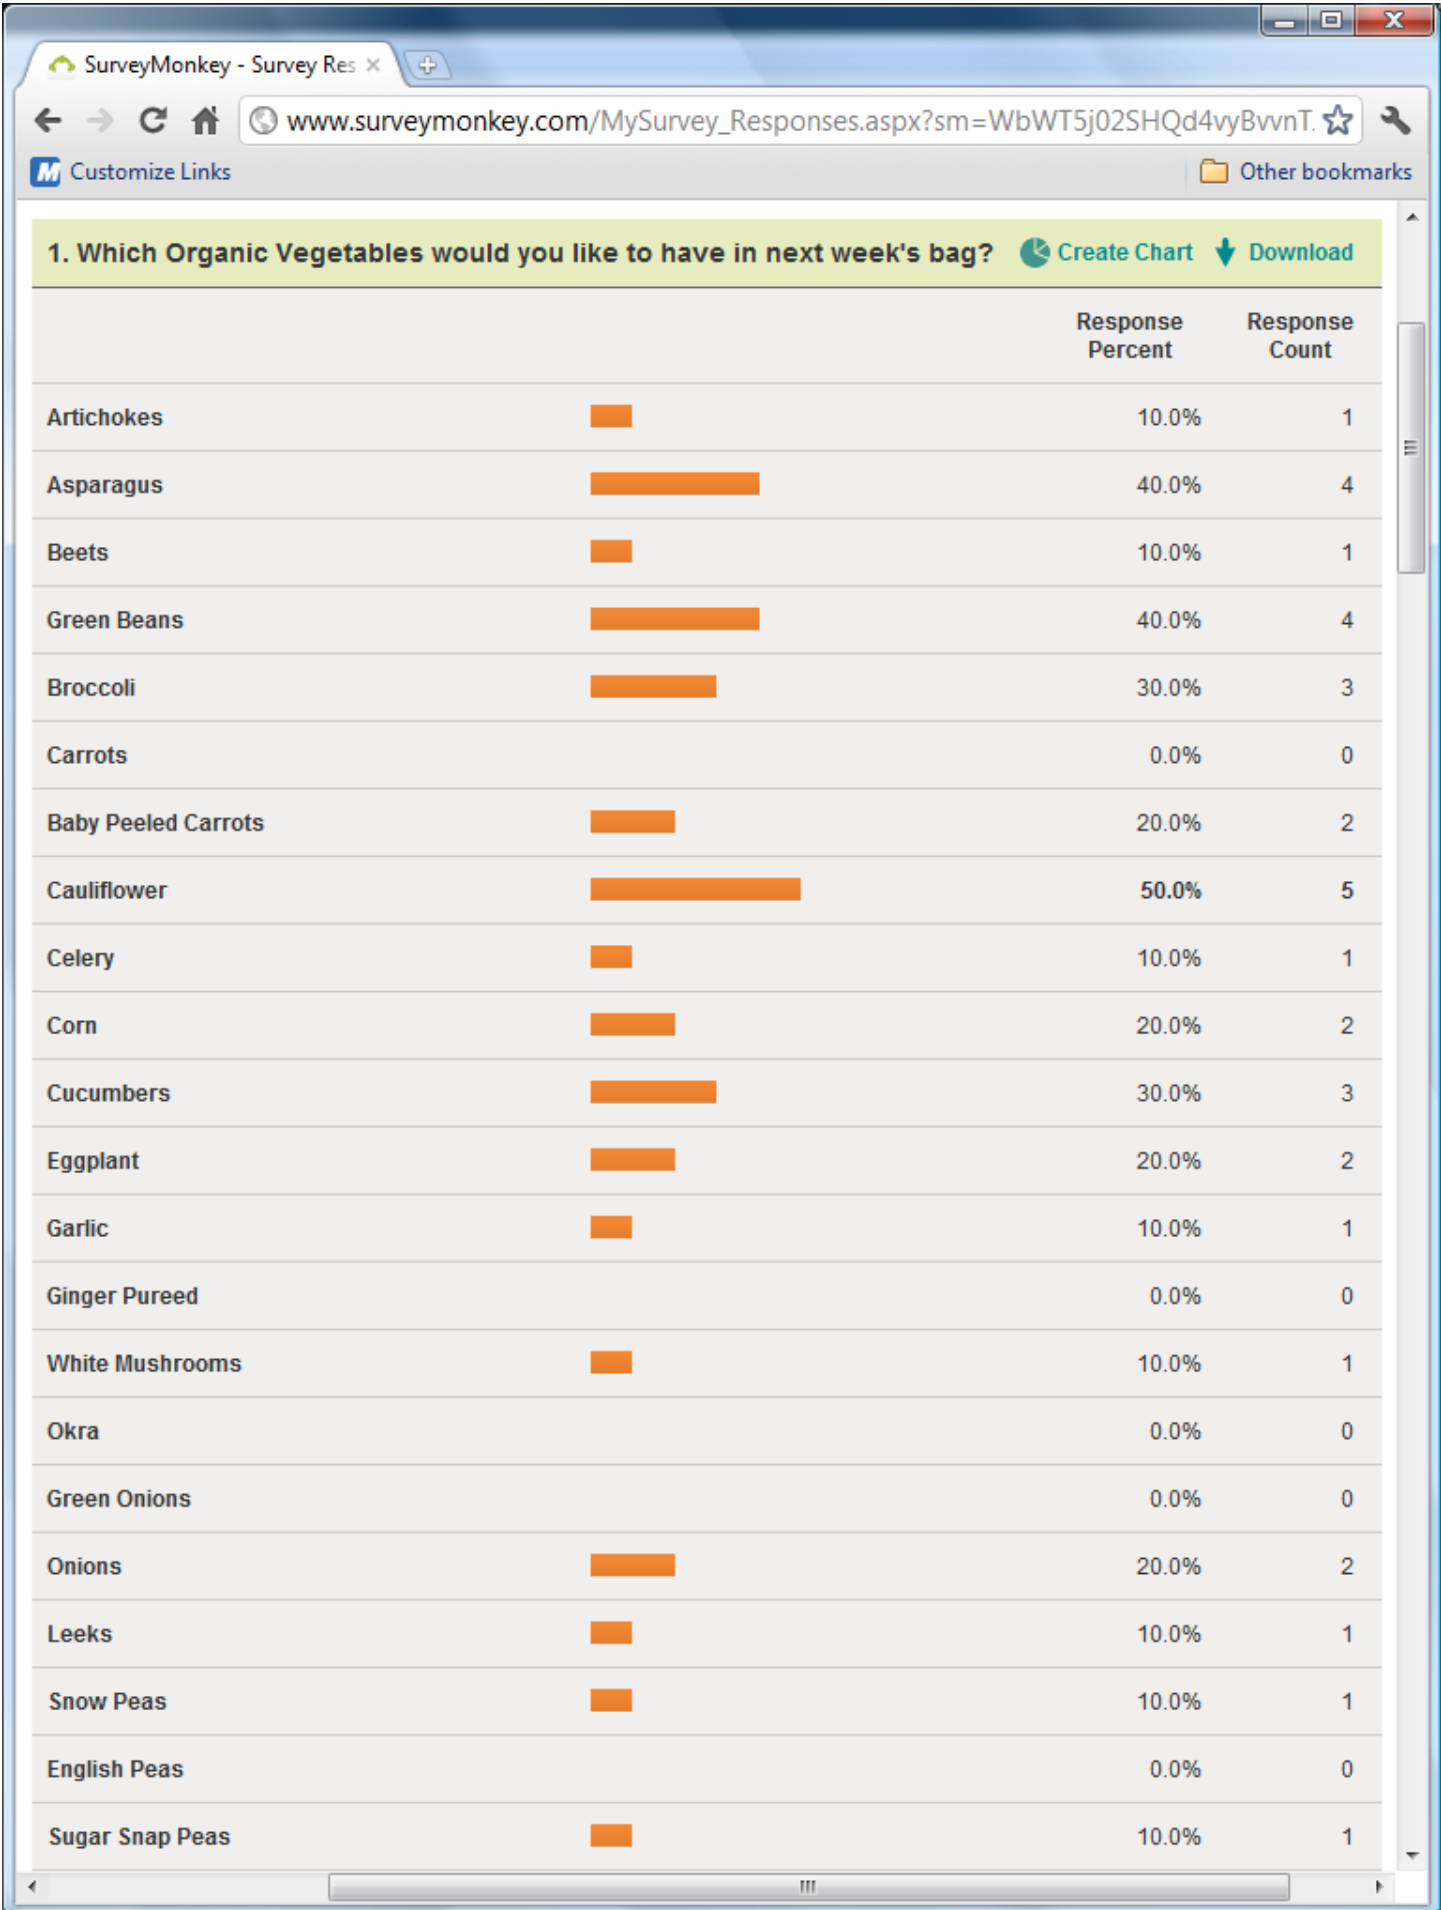 SurveyMonkey - Survey Res
www.surveymonkey.com/MySurvey_Responses.aspx?sm=WbWT5j02SHQd4vyBvvnT.
Customize Links Other bookmarks
1. Which Organic Vegetables would you like to have in next week's bag? Create Chart Download
Response Percent Response Count
Artichokes 10.0% 1
Asparagus 40.0% 4
Beets 10.0% 1
Green Beans 40.0% 4
Broccoli 30.0% 3
Carrots 0.0% 0
Baby Peeled Carrots 20.0% 2
Cauliflower 50.0% 5
Celery 10.0% 1
Corn 20.0% 2
Cucumbers 30.0% 3
Eggplant 20.0% 2
Garlic 10.0% 1
Ginger Pureed 0.0% 0
White Mushrooms 10.0% 1
Okra 0.0% 0
Green Onions 0.0% 0
Onions 20.0% 2
Leeks 10.0% 1
Snow Peas 10.0% 1
English Peas 0.0% 0
Sugar Snap Peas 10.0% 1